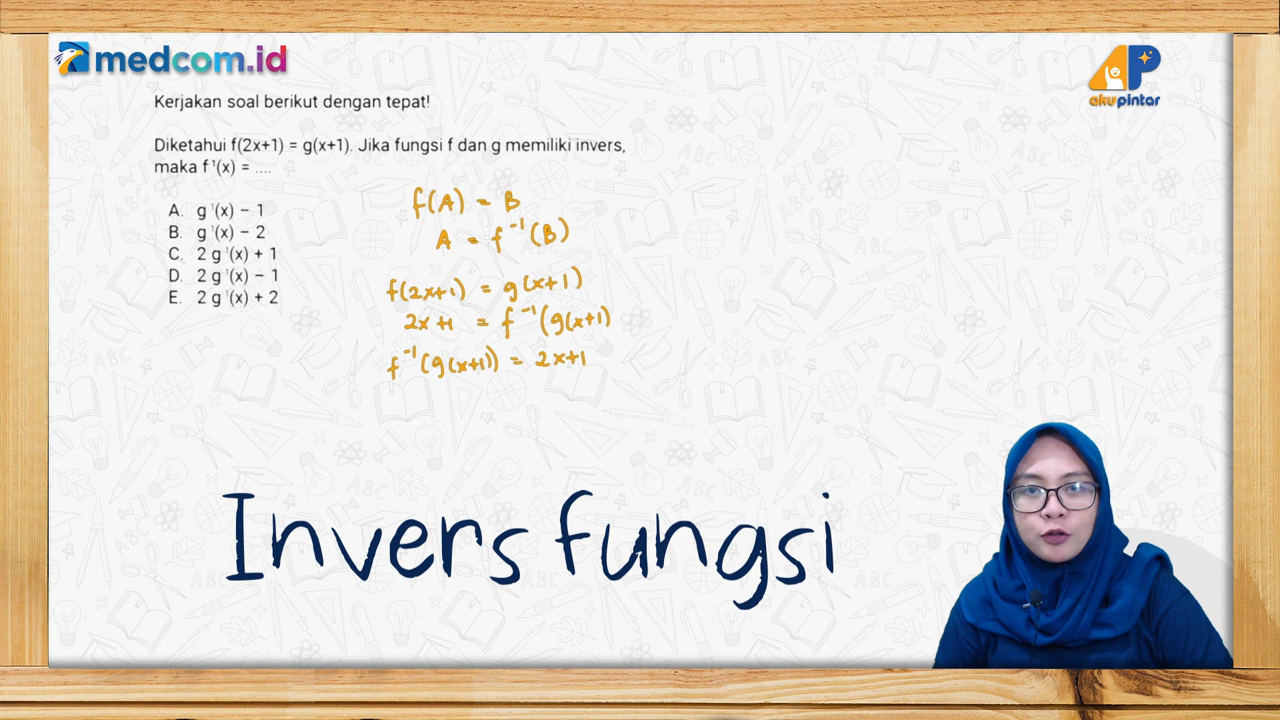 medcom.id
akupintar
Kerjakan soal berikut dengan tepat!
Diketahui f(2x+1) = g(x+1). Jika fungsi f dan g memiliki invers,
maka f⁻¹(x) = ....
A. g⁻¹(x) – 1
B. g⁻¹(x) – 2
C. 2 g⁻¹(x) + 1
D. 2 g⁻¹(x) – 1
E. 2 g⁻¹(x) + 2
f(A) = B
A = f⁻¹(B)
f(2x+1) = g(x+1)
2x+1 = f⁻¹(g(x+1)
f⁻¹(g(x+1)) = 2x+1
Invers fungsi